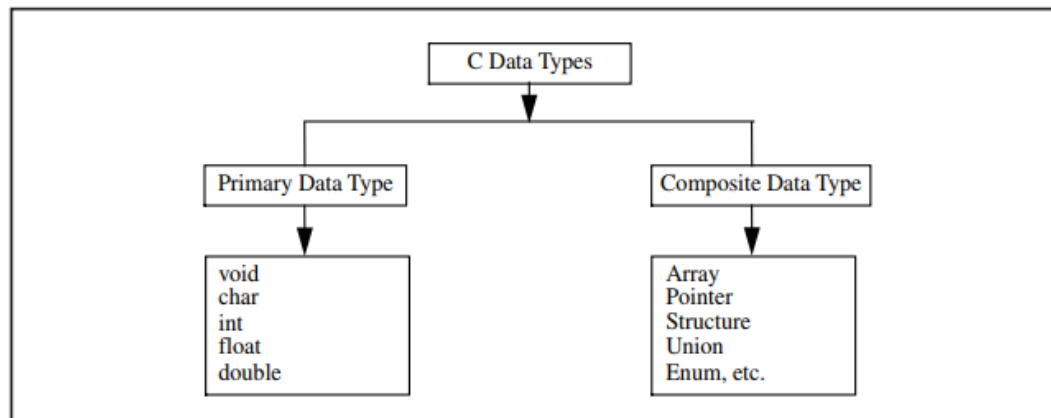 C Data Types
Primary Data Type
Composite Data Type
void
char
int
float
double
Array
Pointer
Structure
Union
Enum, etc.